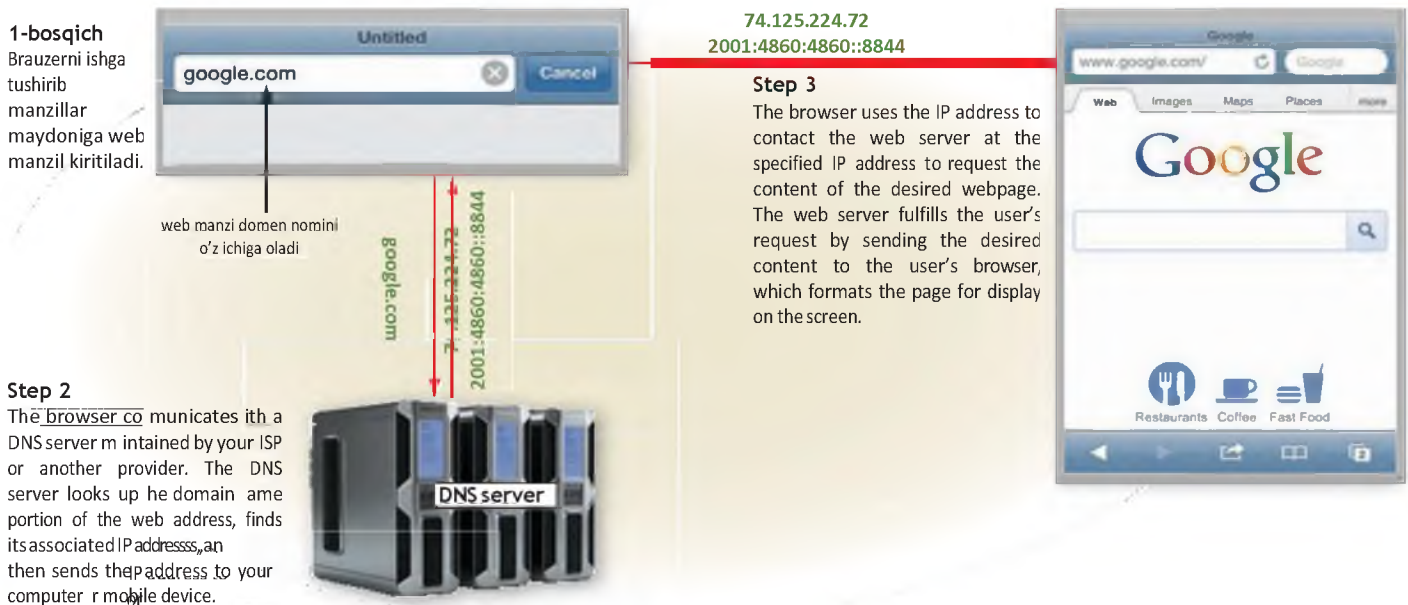 1-bosqich
Brauzerni ishga
tushirib
manzillar
maydoniga web
manzil kiritiladi.
Untitled
google.com
Cancel
web manzi domen nomini
o'z ichiga oladi
google.com
2001:4860:4860::8844
74.125.224.72
2001:4860:4860::8844
Step 3
The browser uses the IP address to
contact the web server at the
specified IP address to request the
content of the desired webpage.
The web server fulfills the user's
request by sending the desired
content to the user's browser,
which formats the page for display
on the screen.
Google
www.google.com/
Google
Web Images Maps Places more
Google
Restaurants Coffee Fast Food
2
Step 2
The browser co municates ith a
DNS server m intained by your ISP
or another provider. The DNS
server looks up he domain ame
portion of the web address, finds
its associated IP addressss,,an
then sends the IP address to your
computer r mobile device.
DNS server